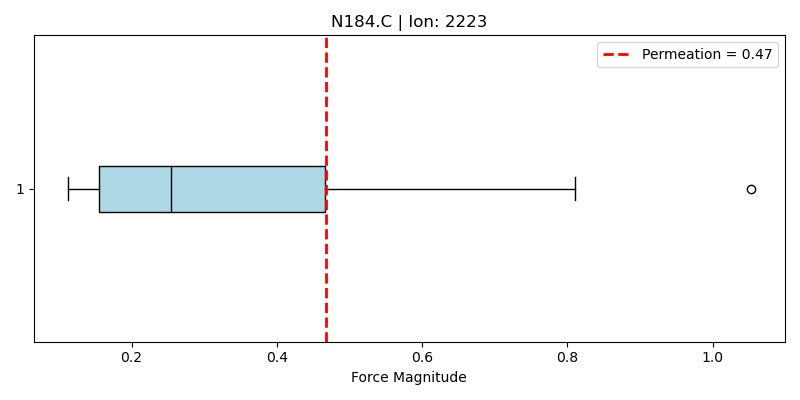 N184.C | Ion: 2223
Permeation = 0.47
1
0.2 0.4 0.6 0.8 1.0
Force Magnitude